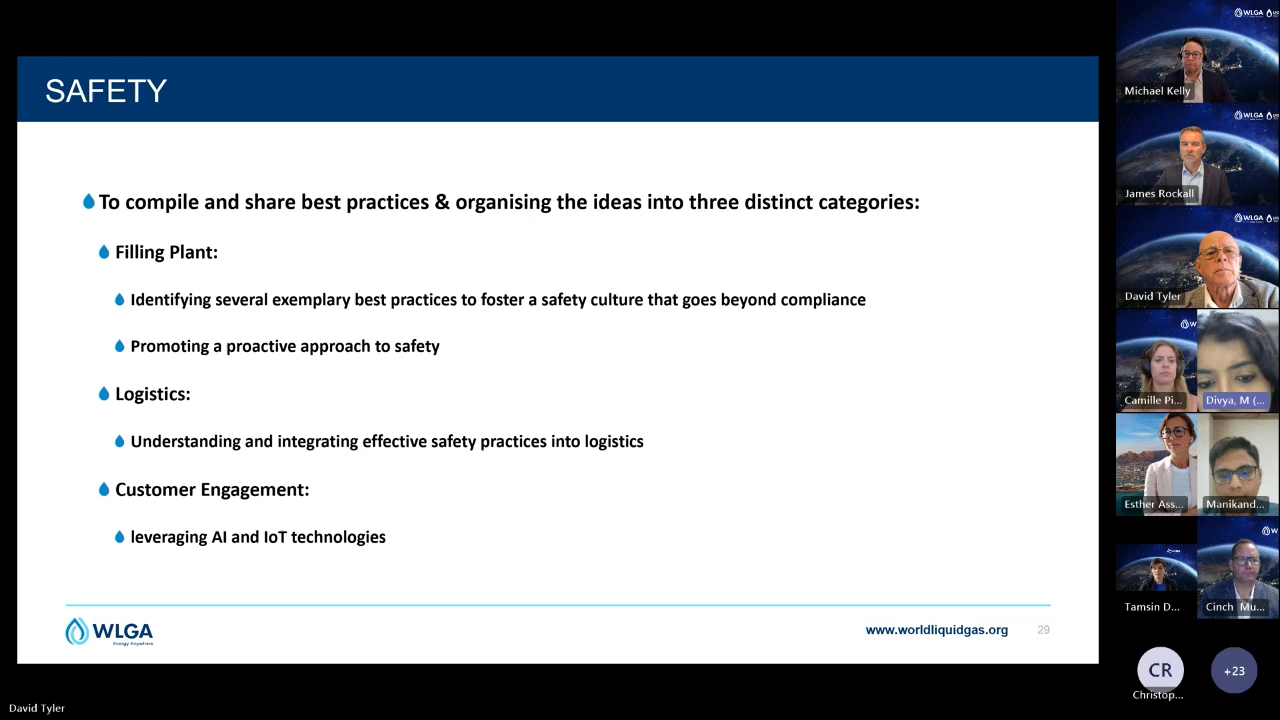 SAFETY
To compile and share best practices & organising the ideas into three distinct categories:
Filling Plant:
Identifying several exemplary best practices to foster a safety culture that goes beyond compliance
Promoting a proactive approach to safety
Logistics:
Understanding and integrating effective safety practices into logistics
Customer Engagement:
leveraging AI and IoT technologies
WLGA
Energy Anywhere
www.worldliquidgas.org
29
David Tyler
WLGA
Michael Kelly
WLGA
James Rockall
WLGA
David Tyler
Camille Pi...
Divya, M (...
Esther Ass...
Manikand...
Tamsin D...
Cinch Mu...
CR
Christop...
+23